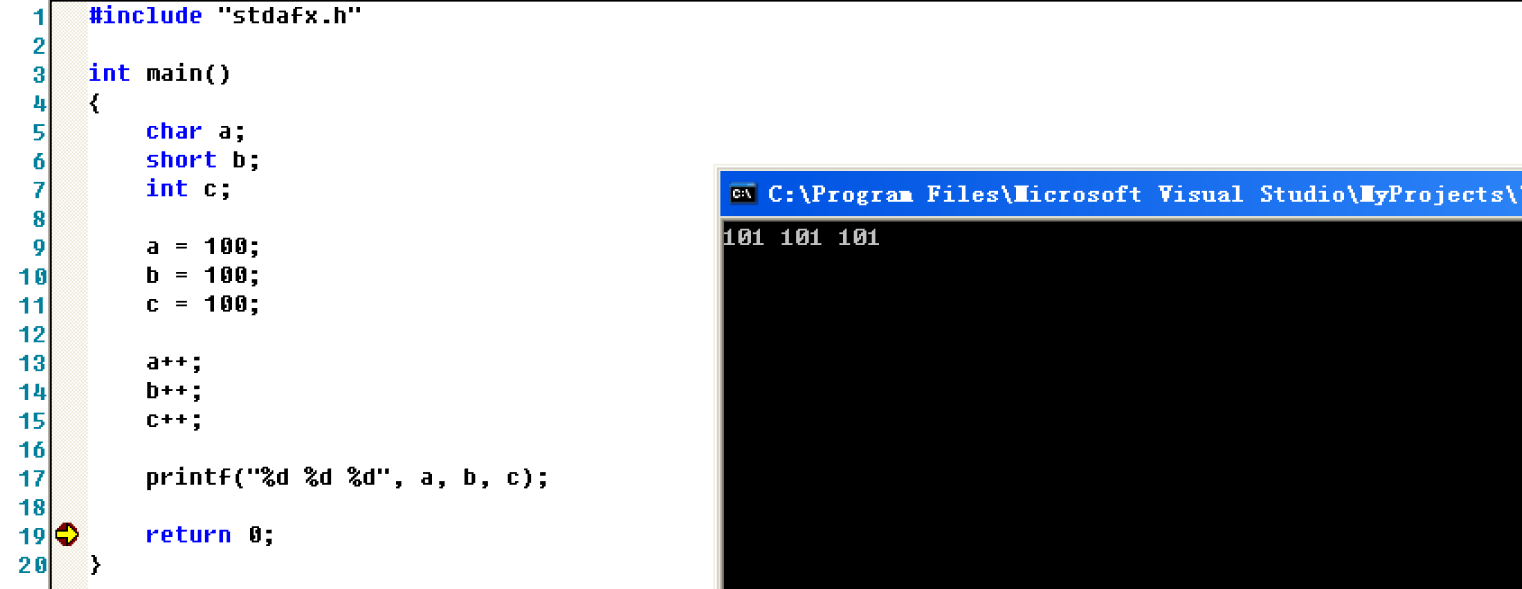 1 #include "stdafx.h"
2
3 int main()
4 {
5 char a;
6 short b;
7 int c;
8
9 a = 100;
10 b = 100;
11 c = 100;
12
13 a++;
14 b++;
15 c++;
16
17 printf("%d %d %d", a, b, c);
18
19 return 0;
20 }
C:\ C:\Program Files\Microsoft Visual Studio\MyProjects\
101 101 101